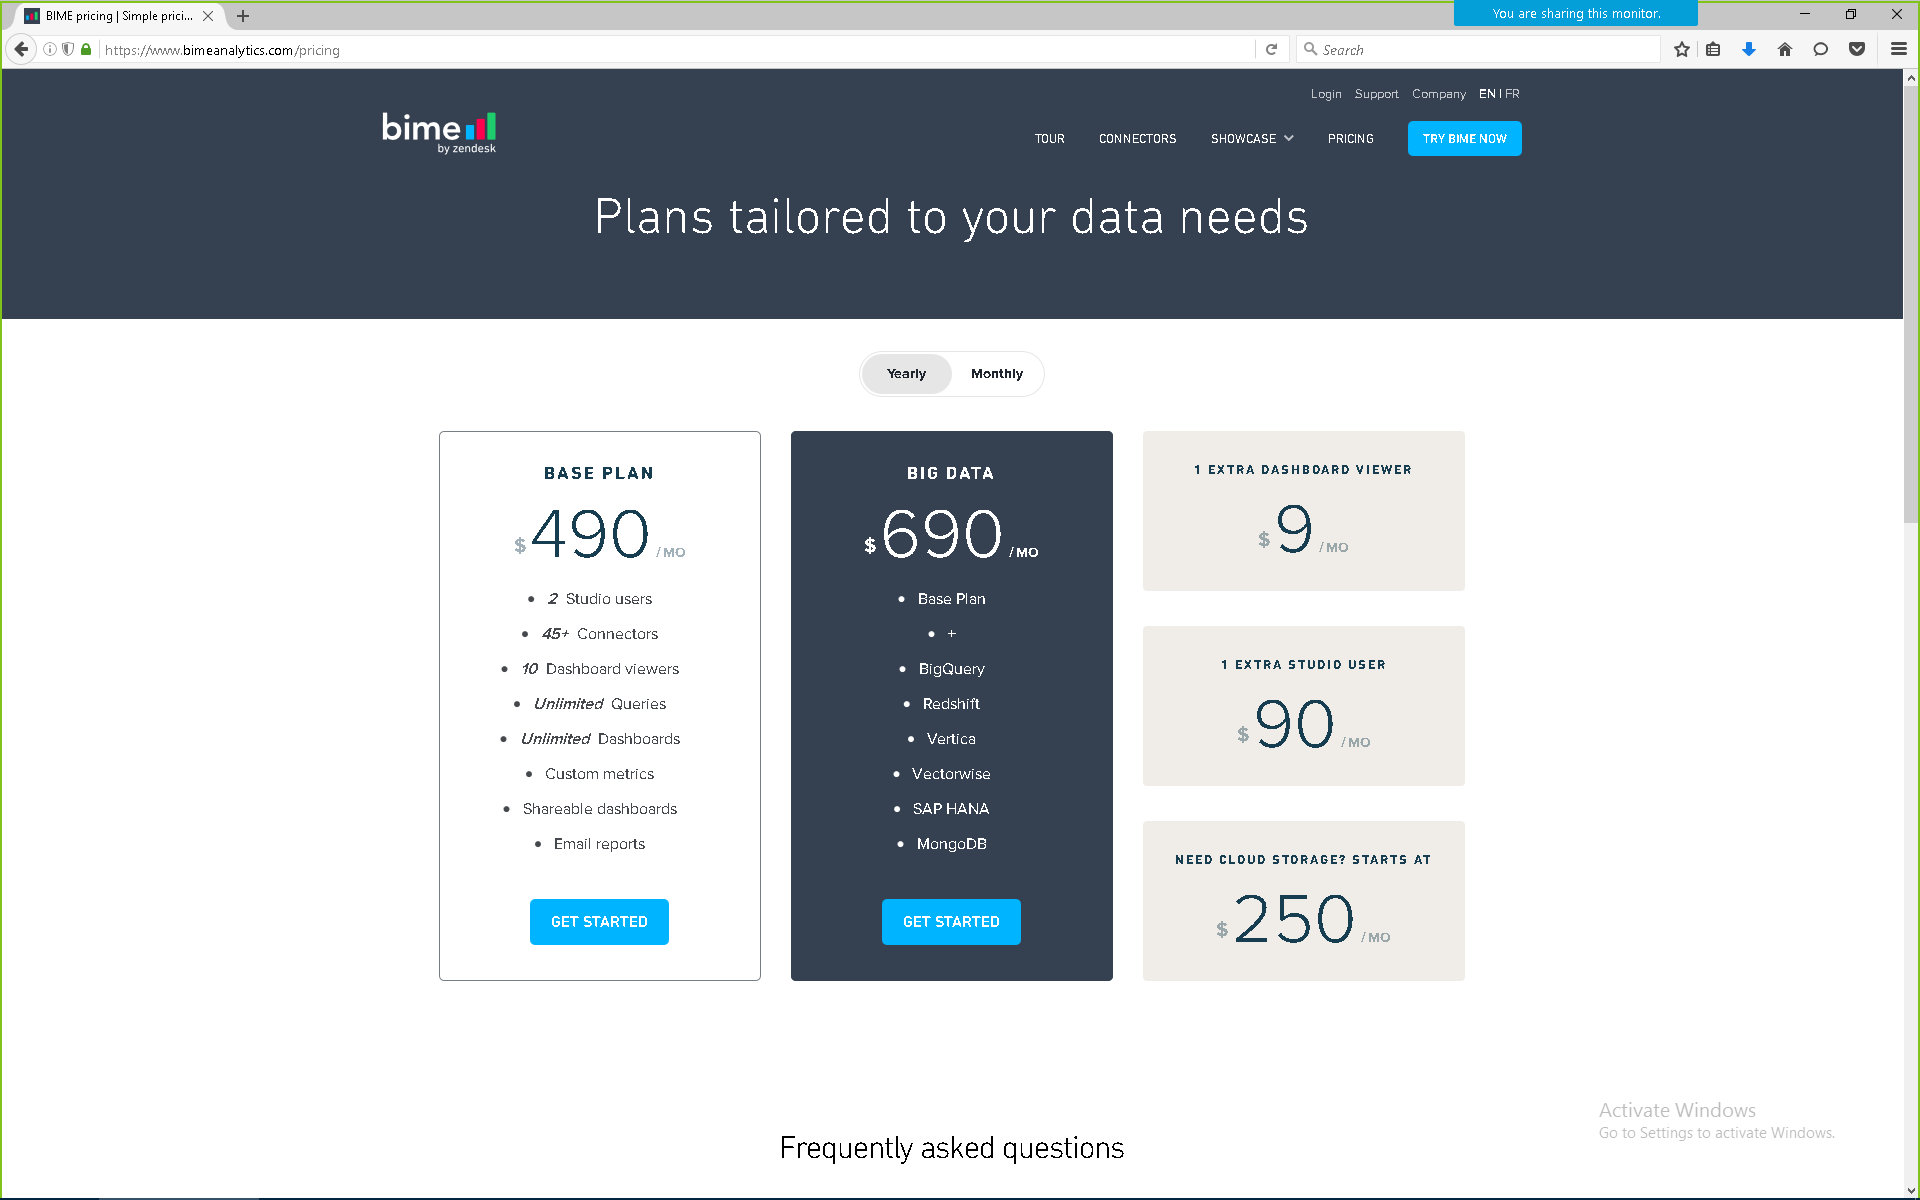 BIME pricing | Simple prici...
You are sharing this monitor.
https://www.bimeanalytics.com/pricing
Search
Login Support Company EN | FR
bime
by zendesk
TOUR CONNECTORS SHOWCASE PRICING TRY BIME NOW
Plans tailored to your data needs
Yearly Monthly
BASE PLAN
$490 /MO
• 2 Studio users
• 45+ Connectors
• 10 Dashboard viewers
• Unlimited Queries
• Unlimited Dashboards
• Custom metrics
• Shareable dashboards
• Email reports
GET STARTED
BIG DATA
$690 /MO
• Base Plan
• +
• BigQuery
• Redshift
• Vertica
• Vectorwise
• SAP HANA
• MongoDB
GET STARTED
1 EXTRA DASHBOARD VIEWER
$9 /MO
1 EXTRA STUDIO USER
$90 /MO
NEED CLOUD STORAGE? STARTS AT
$250 /MO
Activate Windows
Go to Settings to activate Windows.
Frequently asked questions